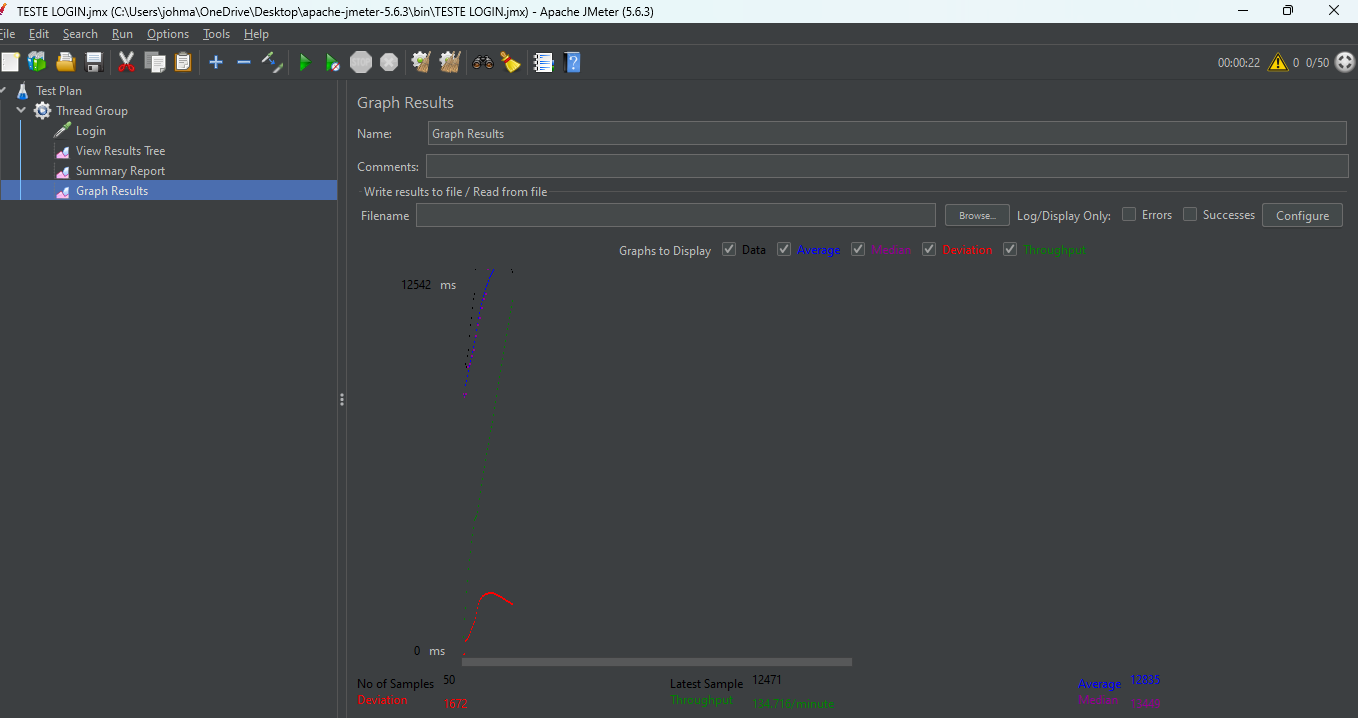 TESTE LOGIN.jmx (C:\Users\johma\OneDrive\Desktop\apache-jmeter-5.6.3\bin\TESTE LOGIN.jmx) - Apache JMeter (5.6.3)
File Edit Search Run Options Tools Help
00:00:22 0 0/50
Test Plan
Thread Group
Login
View Results Tree
Summary Report
Graph Results
Graph Results
Name: Graph Results
Comments:
Write results to file / Read from file
Filename Browse... Log/Display Only: Errors Successes Configure
Graphs to Display Data Average Median Deviation Throughput
12542 ms
0 ms
No of Samples 50 Latest Sample 12471 Average 12835
Deviation 1672 Throughput 134.716/minute Median